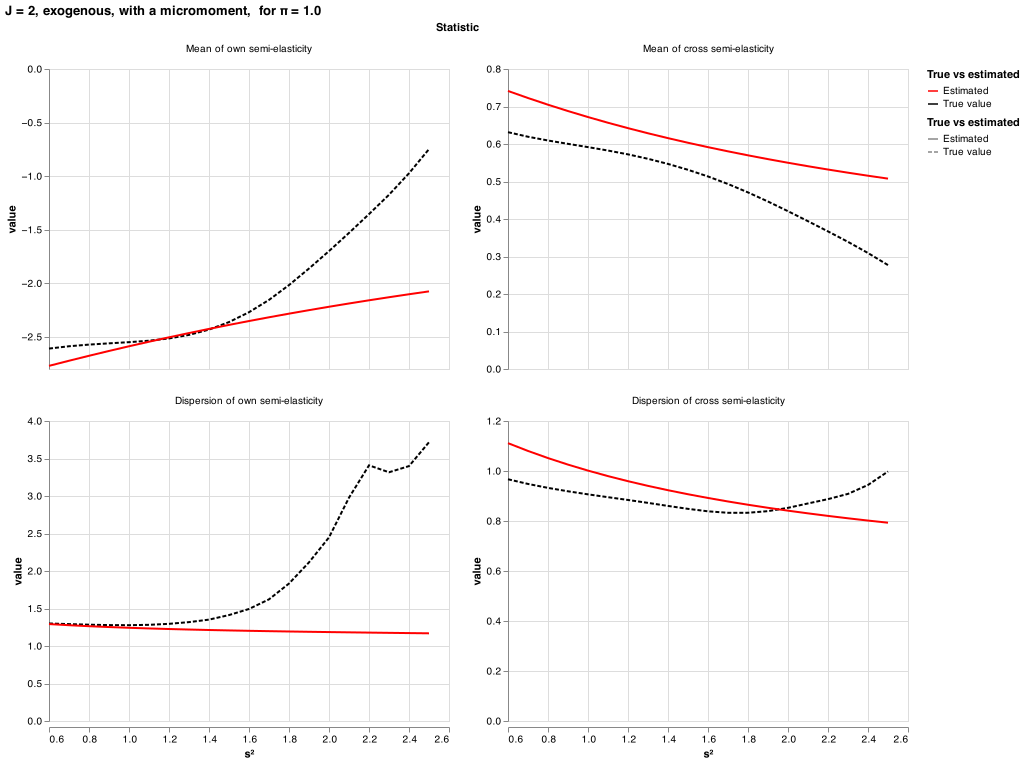 J = 2, exogenous, with a micromoment,  for π = 1.0
Statistic
Mean of own semi-elasticity
0.0
−0.5
−1.0
−1.5
−2.0
−2.5
value
Mean of cross semi-elasticity
0.8
0.7
0.6
0.5
0.4
0.3
0.2
0.1
0.0
value
True vs estimated
Estimated
True value
True vs estimated
Estimated
True value
Dispersion of own semi-elasticity
4.0
3.5
3.0
2.5
2.0
1.5
1.0
0.5
0.0
value
0.6 0.8 1.0 1.2 1.4 1.6 1.8 2.0 2.2 2.4 2.6
s²
Dispersion of cross semi-elasticity
1.2
1.0
0.8
0.6
0.4
0.2
0.0
value
0.6 0.8 1.0 1.2 1.4 1.6 1.8 2.0 2.2 2.4 2.6
s²